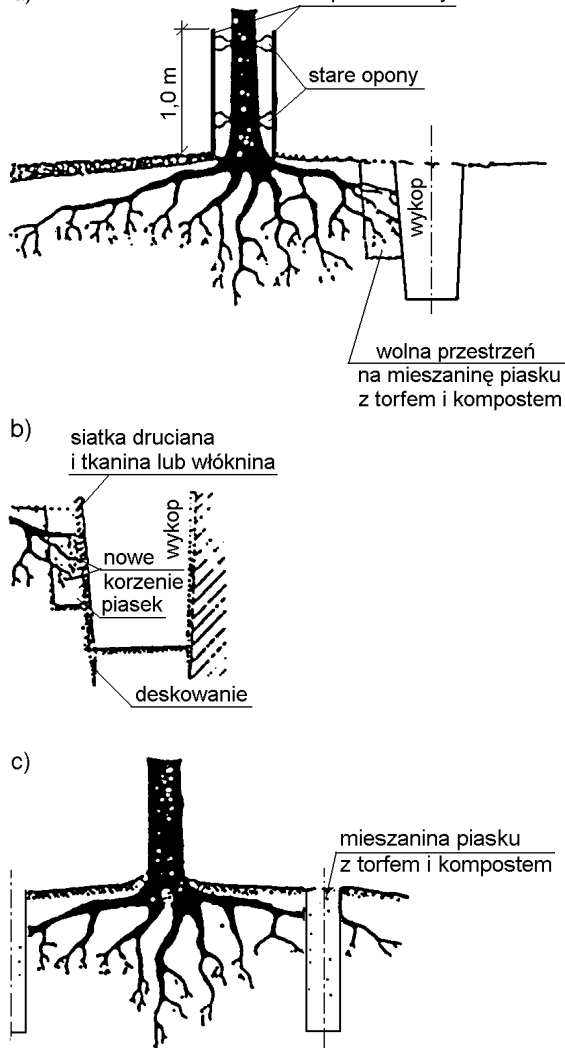 stare opony
1,0 m
wykop
wolna przestrzeń
na mieszaninę piasku
z torfem i kompostem
b)
siatka druciana
i tkanina lub włóknina
wykop
nowe
korzenie
piasek
deskowanie
c)
mieszanina piasku
z torfem i kompostem